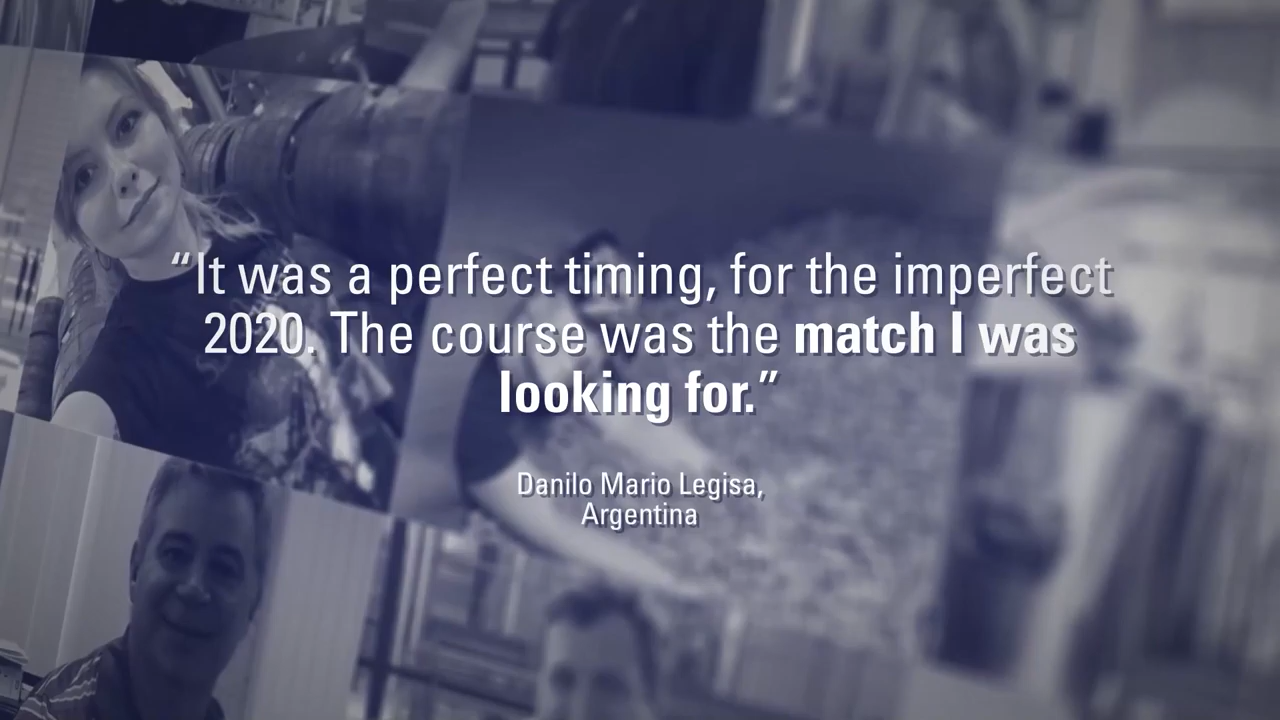 “It was a perfect timing, for the imperfect
2020. The course was the match I was
looking for.”
Danilo Mario Legisa,
Argentina